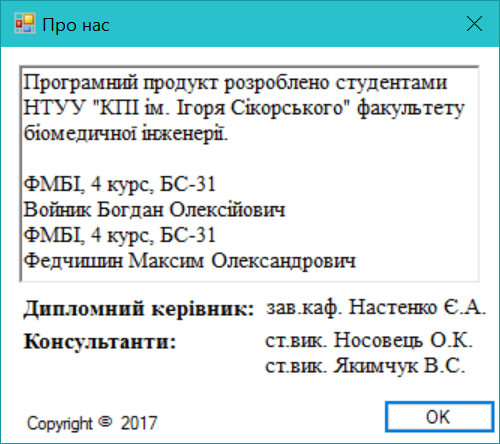 Про нас
Програмний продукт розроблено студентами
НТУУ "КПІ ім. Ігоря Сікорського" факультету
біомедичної інженерії.
ФМБІ, 4 курс, БС-31
Войник Богдан Олексійович
ФМБІ, 4 курс, БС-31
Федчишин Максим Олександрович
Дипломний керівник: зав.каф. Настенко Є.А.
Консультанти: ст.вик. Носовець О.К.
ст.вик. Якимчук В.С.
Copyright © 2017
OK